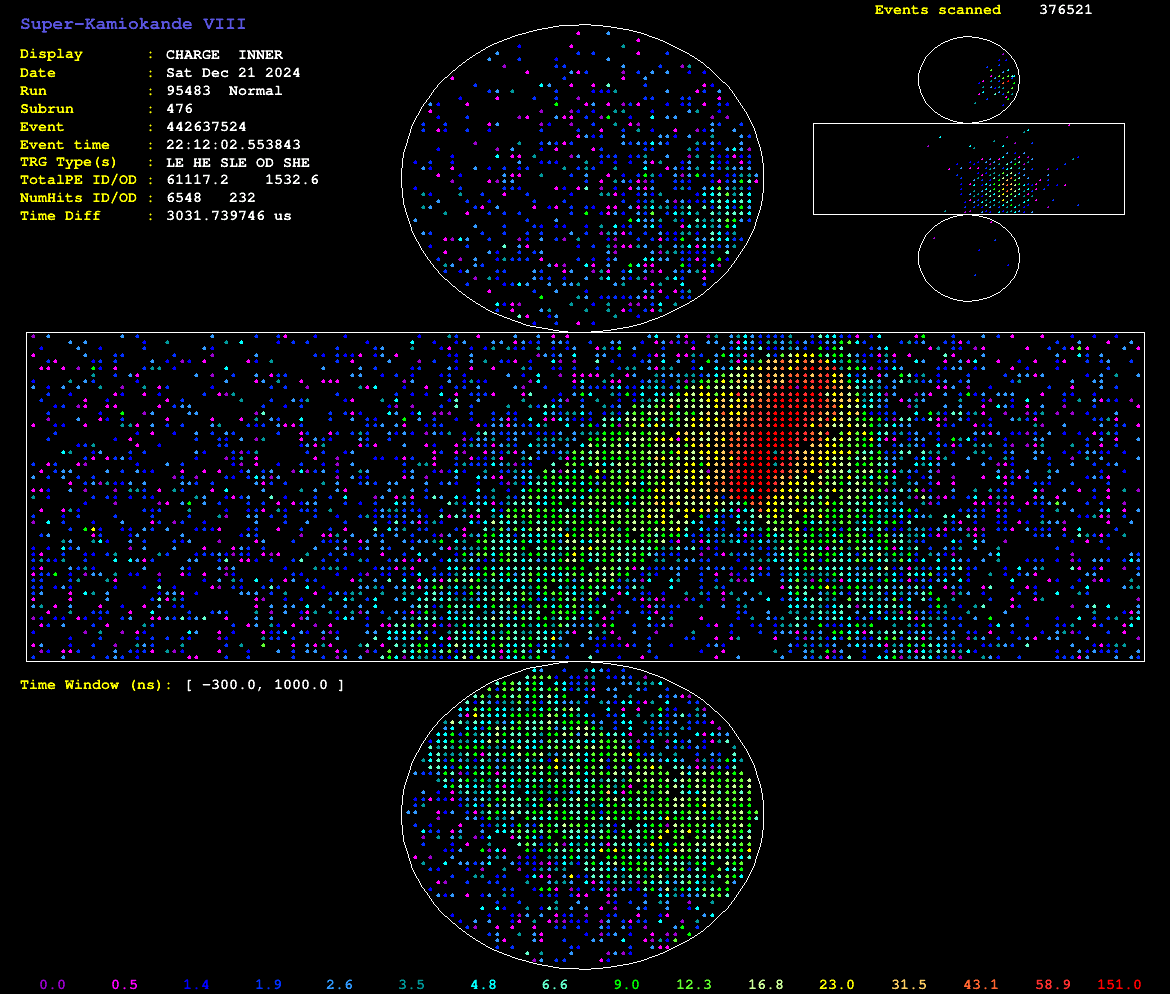 Super-Kamiokande VIII
Events scanned 376521
Display : CHARGE INNER
Date : Sat Dec 21 2024
Run : 95483 Normal
Subrun : 476
Event : 442637524
Event time : 22:12:02.553843
TRG Type(s) : LE HE SLE OD SHE
TotalPE ID/OD : 61117.2 1532.6
NumHits ID/OD : 6548 232
Time Diff : 3031.739746 us
Time Window (ns): [ -300.0, 1000.0 ]
0.0 0.5 1.4 1.9 2.6 3.5 4.8 6.6 9.0 12.3 16.8 23.0 31.5 43.1 58.9 151.0